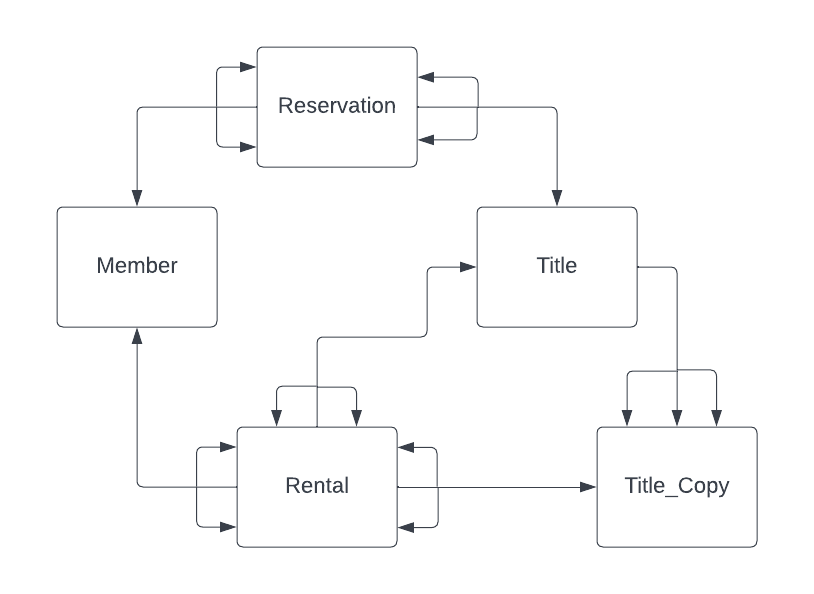 Reservation
Member
Title
Rental
Title_Copy